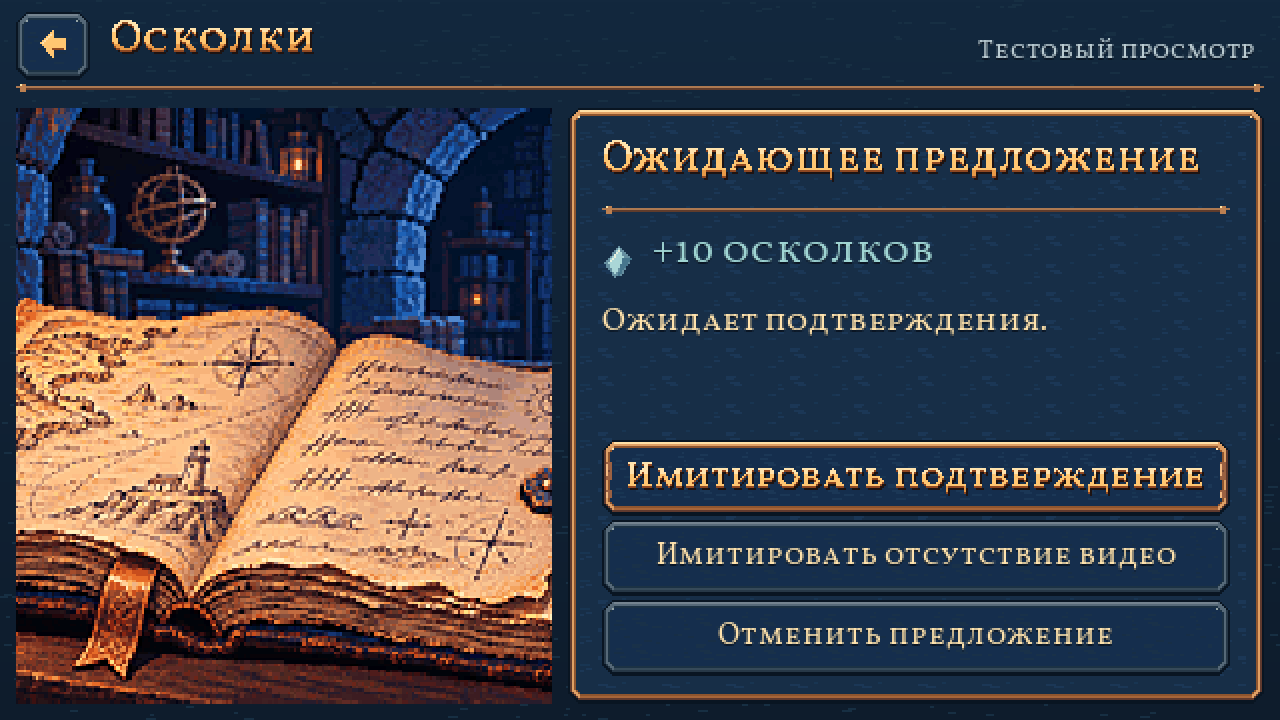 Осколки
Тестовый просмотр
Ожидающее предложение
+10 осколков
Ожидает подтверждения.
Имитировать подтверждение
Имитировать отсутствие видео
Отменить предложение